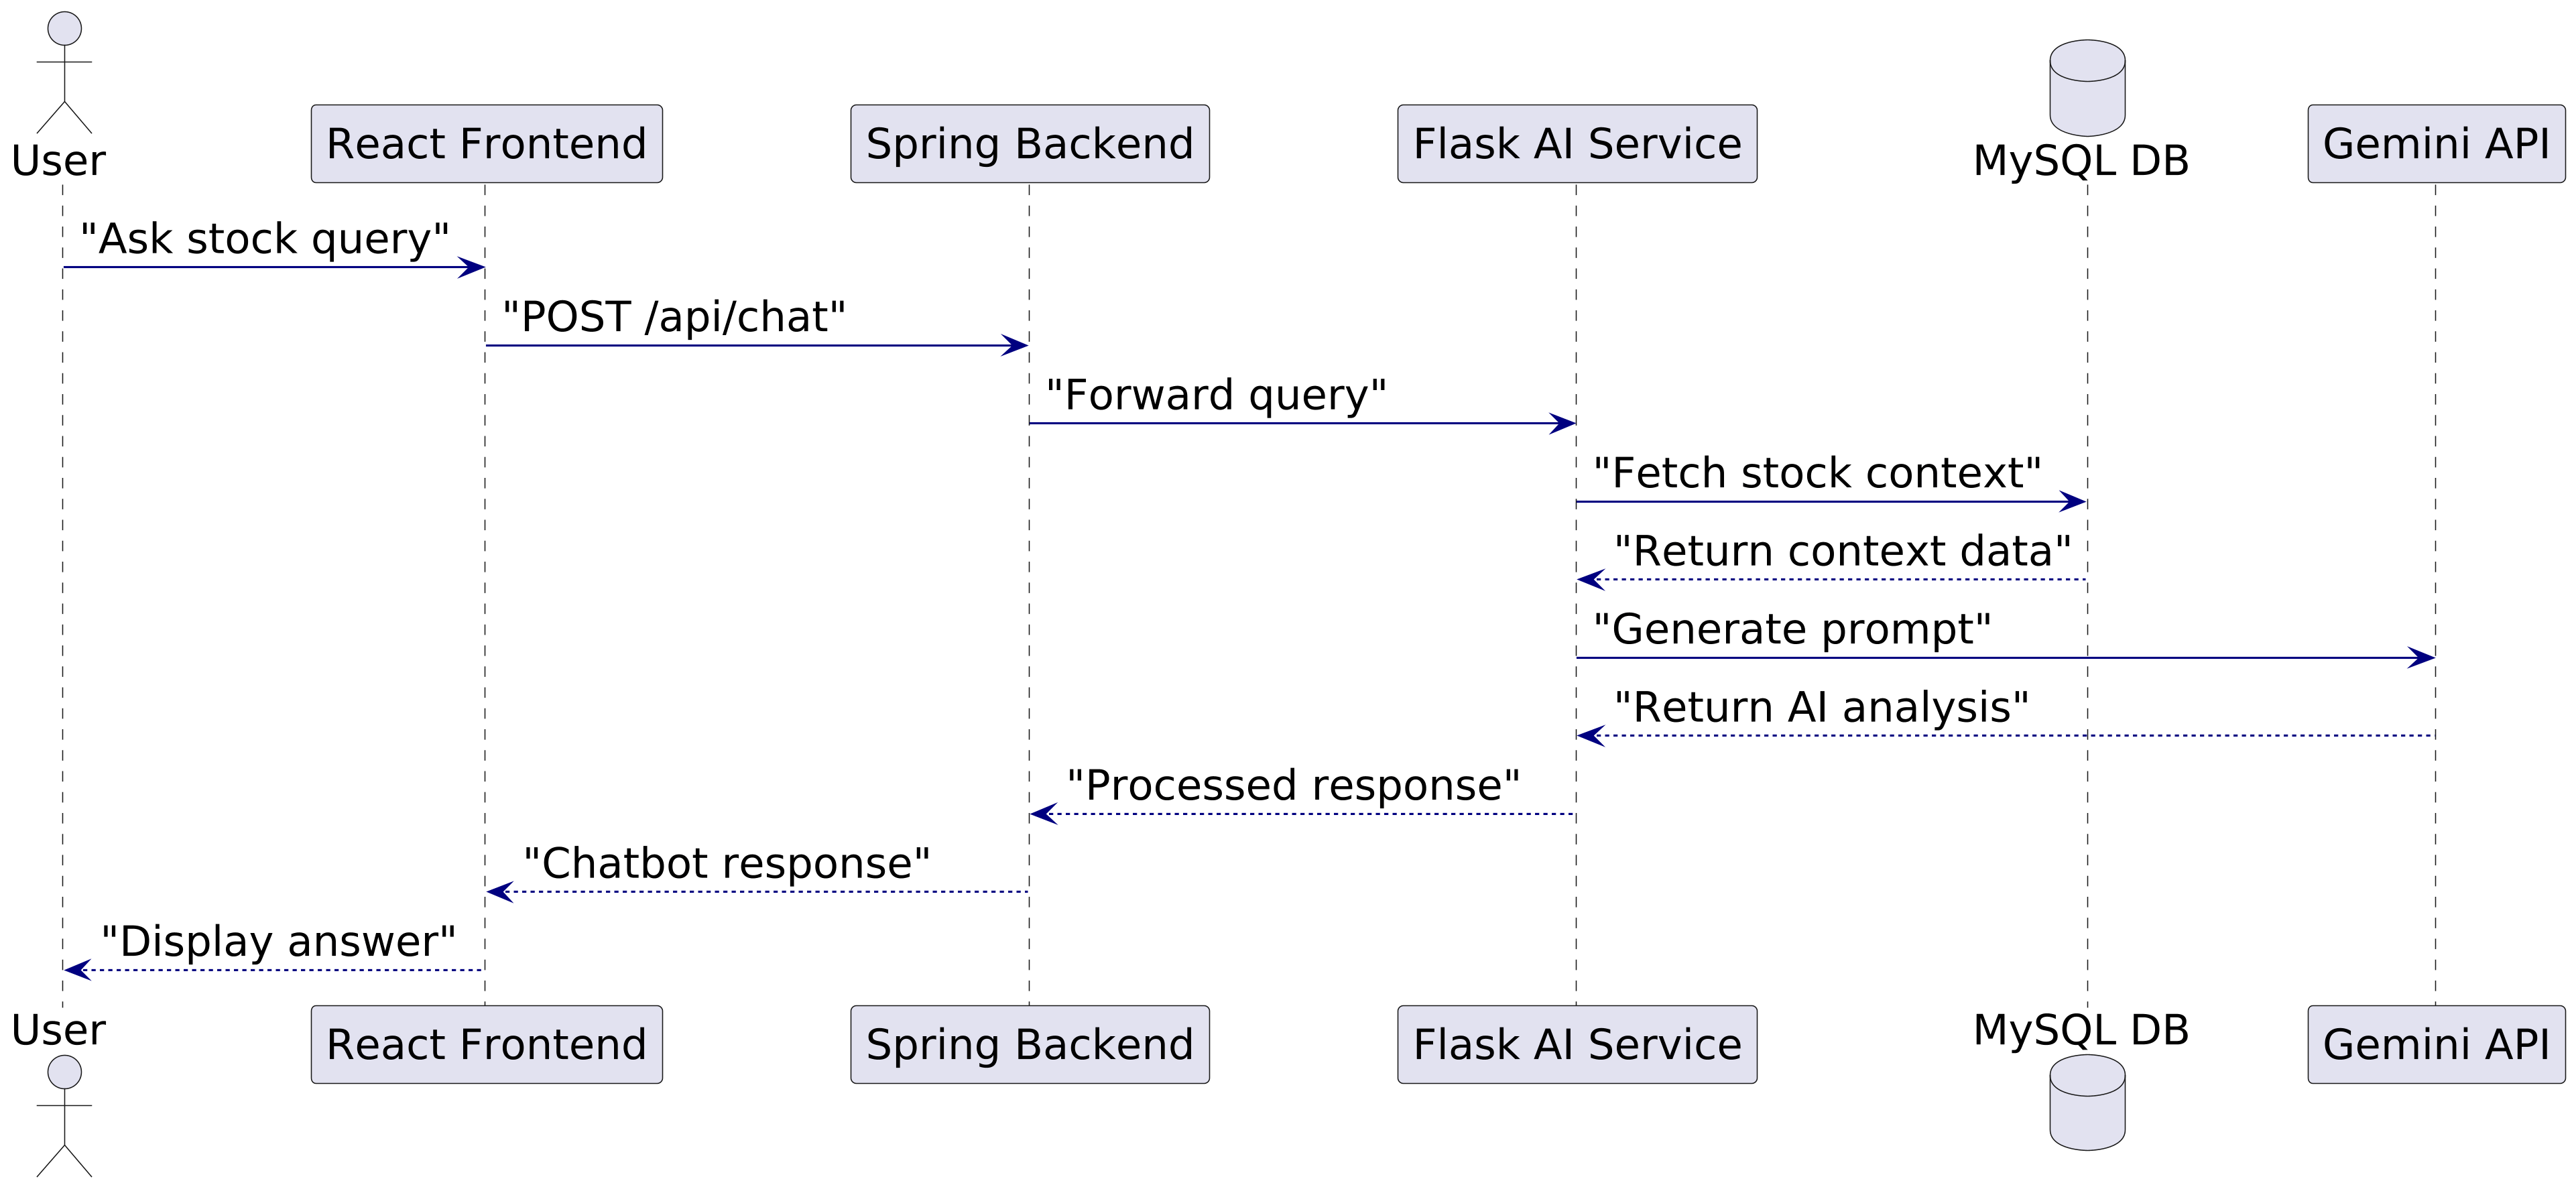 User
React Frontend
Spring Backend
Flask AI Service
MySQL DB
Gemini API
"Ask stock query"
"POST /api/chat"
"Forward query"
"Fetch stock context"
"Return context data"
"Generate prompt"
"Return AI analysis"
"Processed response"
"Chatbot response"
"Display answer"
User
React Frontend
Spring Backend
Flask AI Service
MySQL DB
Gemini API